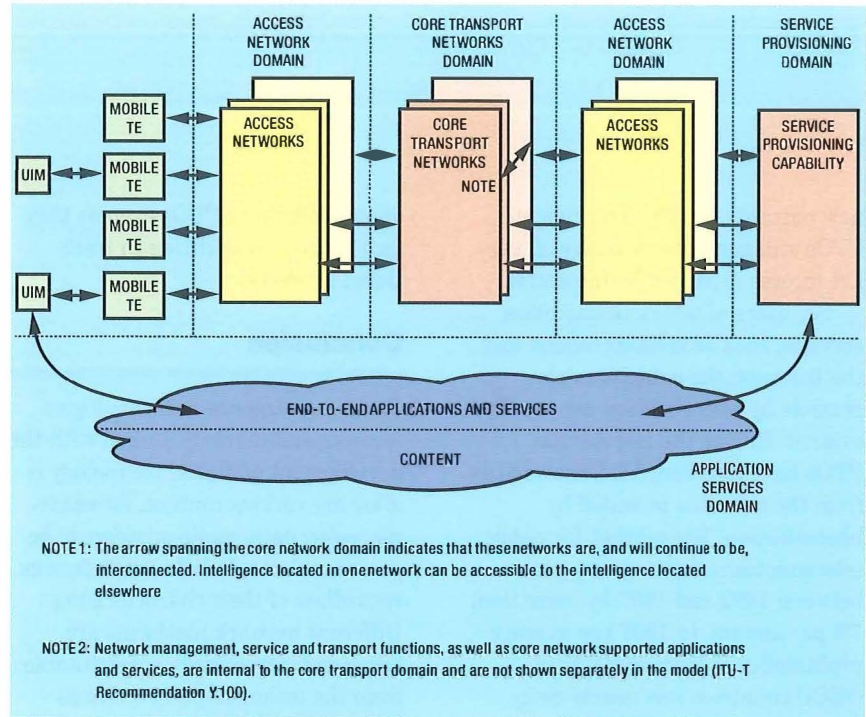 ACCESS
NETWORK
DOMAIN
CORE TRANSPORT
NETWORKS
DOMAIN
ACCESS
NETWORK
DOMAIN
SERVICE
PROVISIONING
DOMAIN
MOBILE
TE
ACCESS
NETWORKS
CORE
TRANSPORT
NETWORKS
NOTE
ACCESS
NETWORKS
SERVICE
PROVISIONING
CAPABILITY
UIM
MOBILE
TE
MOBILE
TE
UIM
MOBILE
TE
END-TO-END APPLICATIONS AND SERVICES
CONTENT
APPLICATION
SERVICES
DOMAIN
NOTE 1: The arrow spanning the core network domain indicates that these networks are, and will continue to be,
interconnected. Intelligence located in one network can be accessible to the intelligence located
elsewhere
NOTE 2: Network management, service and transport functions, as well as core network supported applications
and services, are internal to the core transport domain and are not shown separately in the model (ITU-T
Recommendation Y.100).